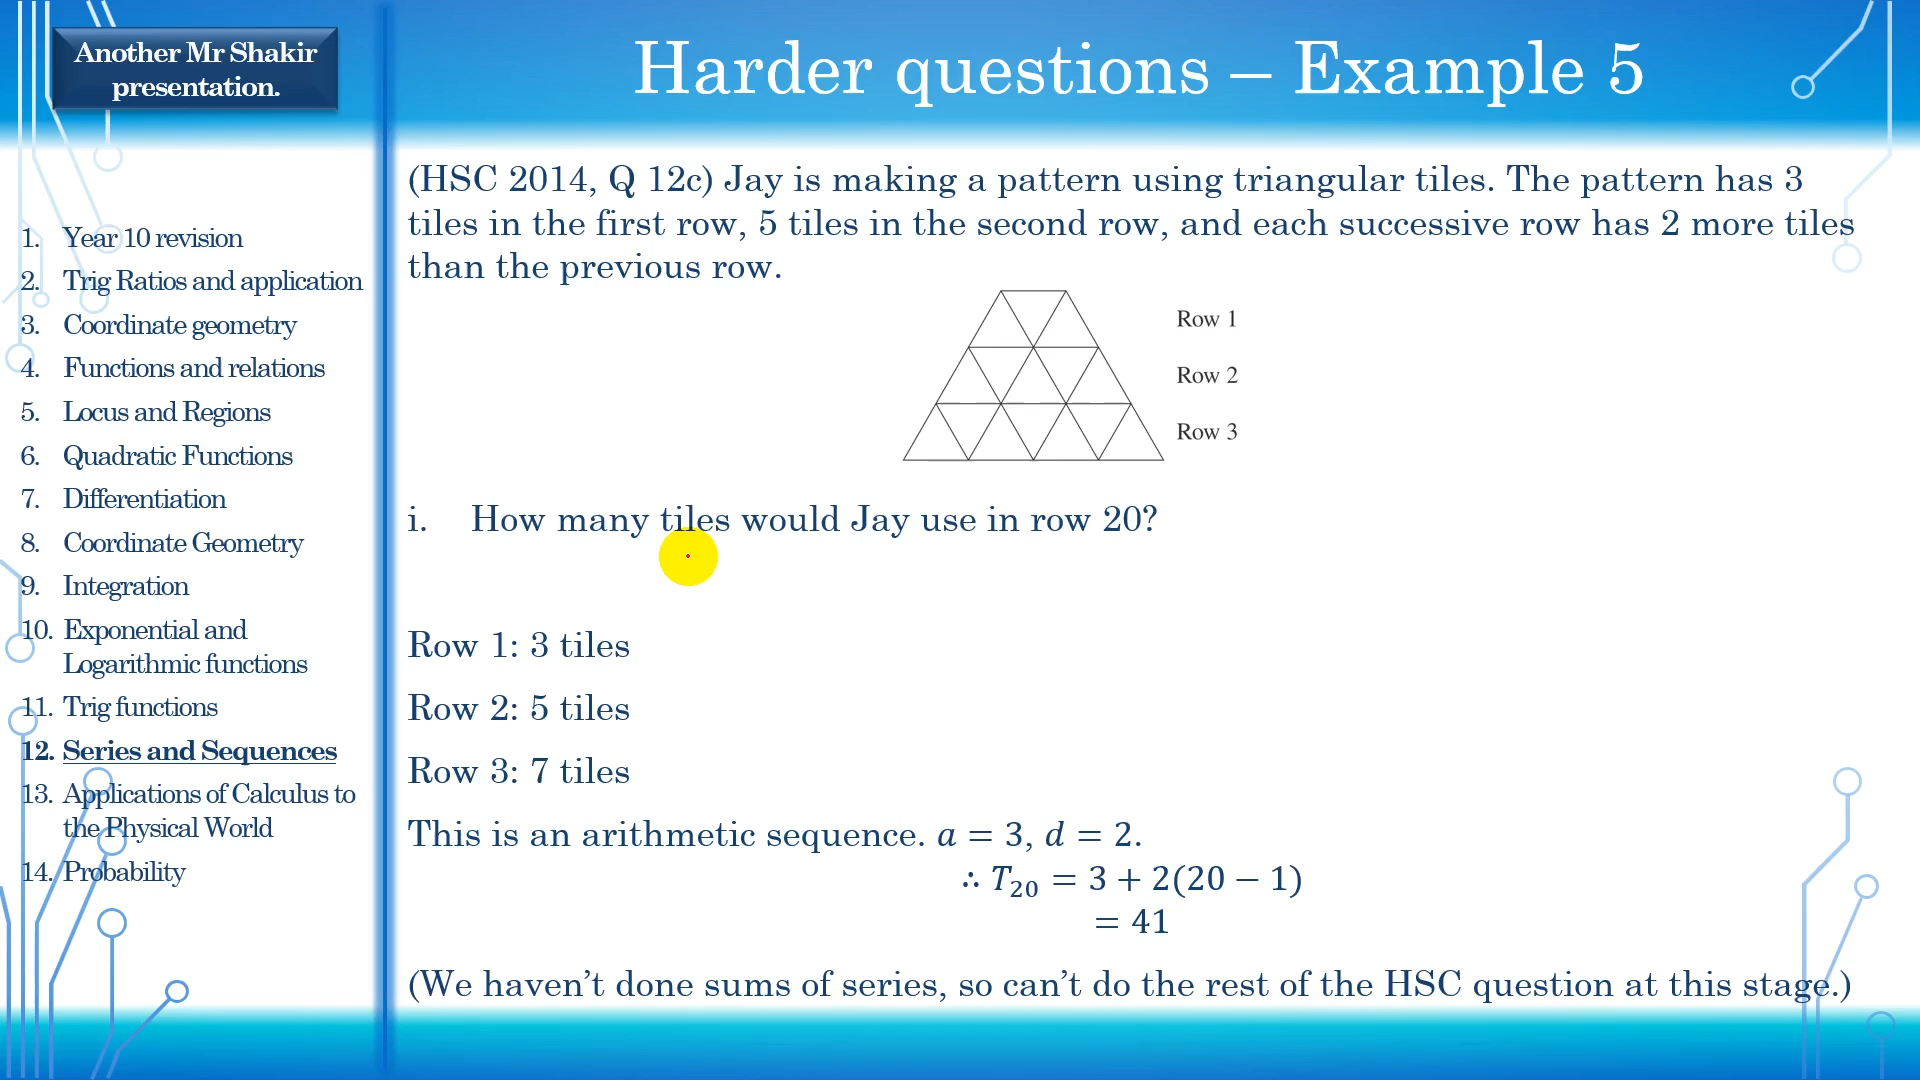 Another Mr Shakir
presentation.
Harder questions – Example 5
1. Year 10 revision
2. Trig Ratios and application
3. Coordinate geometry
4. Functions and relations
5. Locus and Regions
6. Quadratic Functions
7. Differentiation
8. Coordinate Geometry
9. Integration
10. Exponential and
Logarithmic functions
11. Trig functions
12. Series and Sequences
13. Applications of Calculus to
the Physical World
14. Probability
(HSC 2014, Q 12c) Jay is making a pattern using triangular tiles. The pattern has 3
tiles in the first row, 5 tiles in the second row, and each successive row has 2 more tiles
than the previous row.
Row 1
Row 2
Row 3
i. How many tiles would Jay use in row 20?
Row 1: 3 tiles
Row 2: 5 tiles
Row 3: 7 tiles
This is an arithmetic sequence. a = 3, d = 2.
∴ T₂₀ = 3 + 2(20 − 1)
= 41
(We haven’t done sums of series, so can’t do the rest of the HSC question at this stage.)